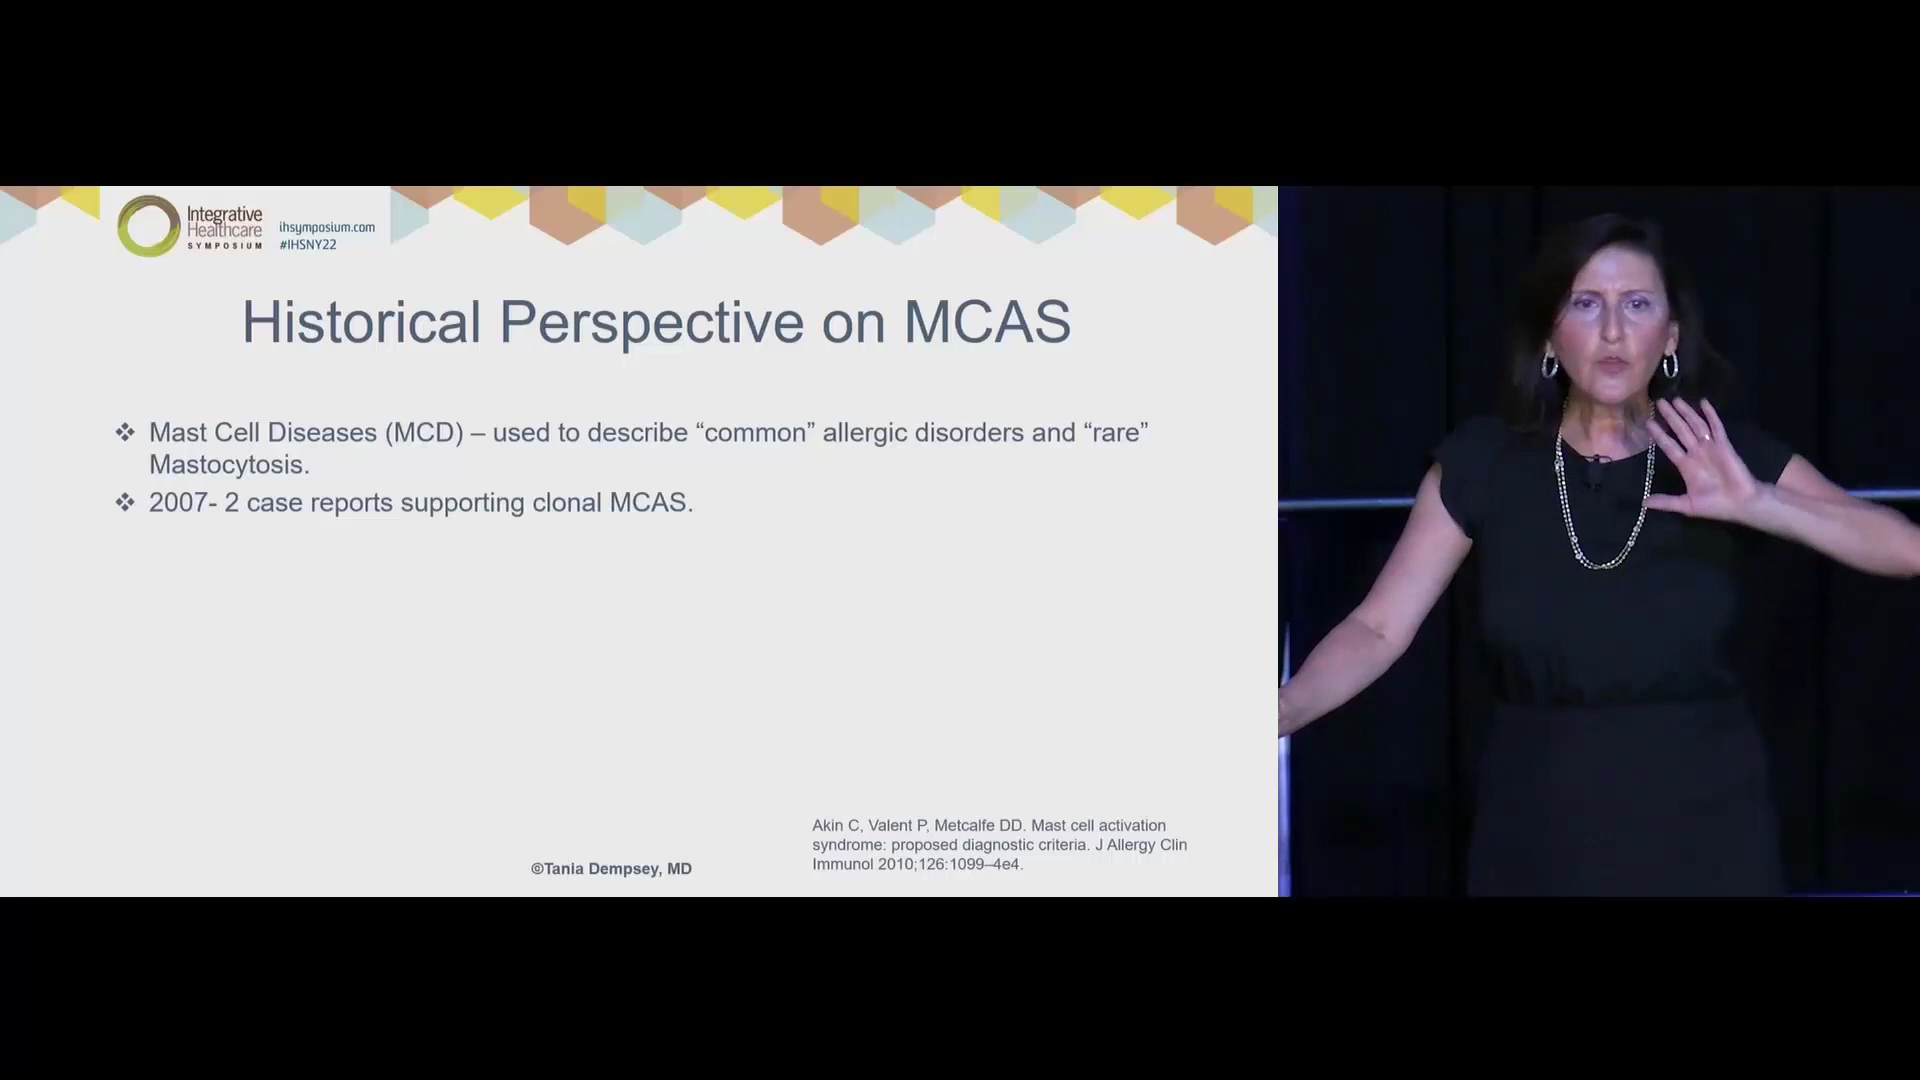 Integrative
Healthcare
SYMPOSIUM
ihsymposium.com
#IHSNY22
Historical Perspective on MCAS
❖ Mast Cell Diseases (MCD) – used to describe “common” allergic disorders and “rare”
Mastocytosis.
❖ 2007- 2 case reports supporting clonal MCAS.
Akin C, Valent P, Metcalfe DD. Mast cell activation
syndrome: proposed diagnostic criteria. J Allergy Clin
Immunol 2010;126:1099–4e4.
©Tania Dempsey, MD